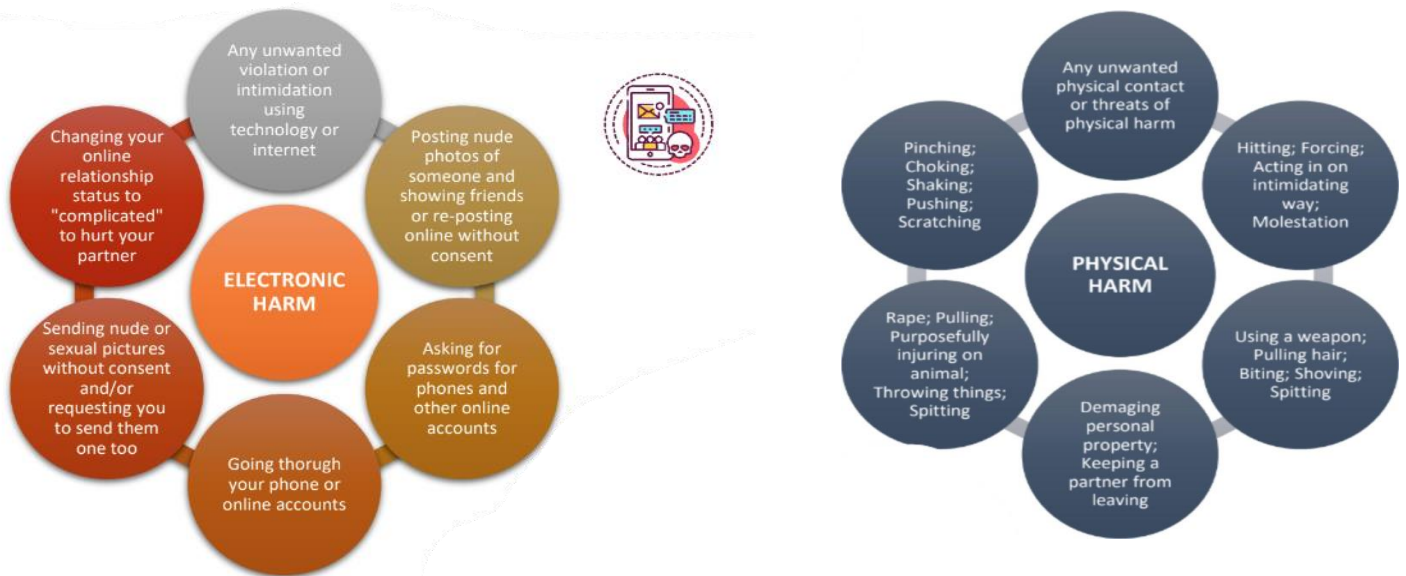 Any unwanted
violation or
intimidation
using
technology or
internet
Posting nude
photos of
someone and
showing friends
or re-posting
online without
consent
Asking for
passwords for
phones and
other online
accounts
Going thorugh
your phone or
online accounts
Sending nude or
sexual pictures
without consent
and/or
requesting you
to send them
one too
Changing your
online
relationship
status to
"complicated"
to hurt your
partner
ELECTRONIC
HARM
Any unwanted
physical contact
or threats of
physical harm
Hitting; Forcing;
Acting in on
intimidating
way;
Molestation
Using a weapon;
Pulling hair;
Biting; Shoving;
Spitting
Demaging
personal
property;
Keeping a
partner from
leaving
Rape; Pulling;
Purposefully
injuring on
animal;
Throwing things;
Spitting
Pinching;
Choking;
Shaking;
Pushing;
Scratching
PHYSICAL
HARM